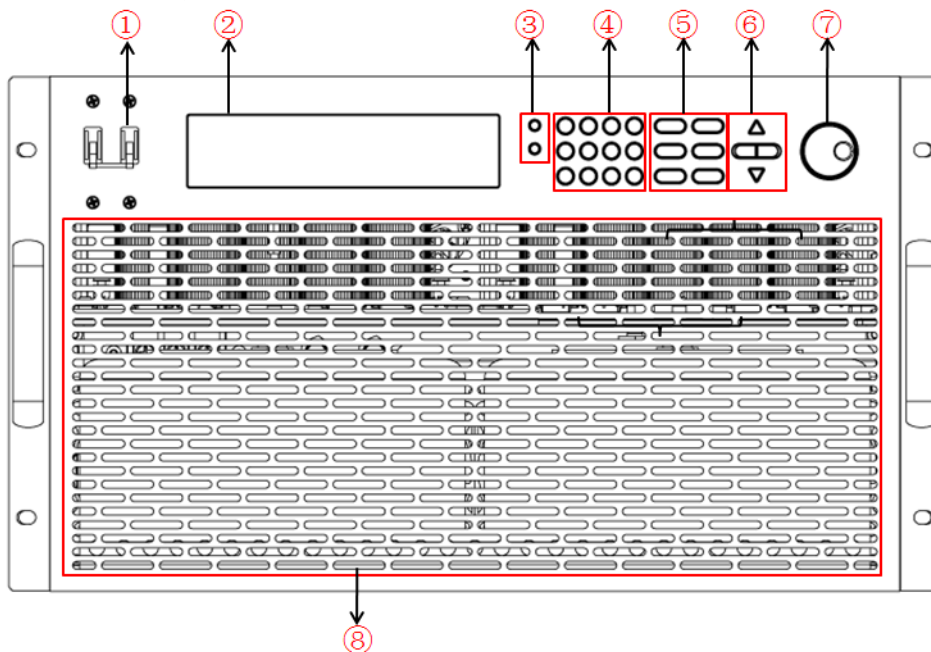 ① ② ③ ④ ⑤ ⑥ ⑦
⑧